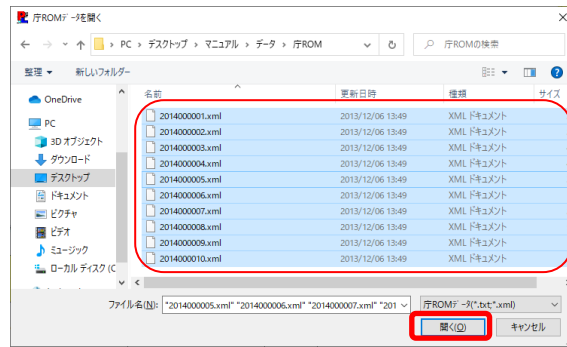 庁ROMﾃﾞｰﾀを開く
PC › デスクトップ › マニュアル › データ › 庁ROM
庁ROMの検索
整理 新しいフォルダー
名前 更新日時 種類 サイズ
OneDrive
PC
3D オブジェクト
ダウンロード
デスクトップ
ドキュメント
ピクチャ
ビデオ
ミュージック
ローカル ディスク (C
2014000001.xml 2013/12/06 13:49 XML ドキュメント
2014000002.xml 2013/12/06 13:49 XML ドキュメント
2014000003.xml 2013/12/06 13:49 XML ドキュメント
2014000004.xml 2013/12/06 13:49 XML ドキュメント
2014000005.xml 2013/12/06 13:49 XML ドキュメント
2014000006.xml 2013/12/06 13:49 XML ドキュメント
2014000007.xml 2013/12/06 13:49 XML ドキュメント
2014000008.xml 2013/12/06 13:49 XML ドキュメント
2014000009.xml 2013/12/06 13:49 XML ドキュメント
2014000010.xml 2013/12/06 13:49 XML ドキュメント
ファイル名(N): "2014000005.xml" "2014000006.xml" "2014000007.xml" "201
庁ROMﾃﾞｰﾀ(*.txt;*.xml)
開く(O) キャンセル